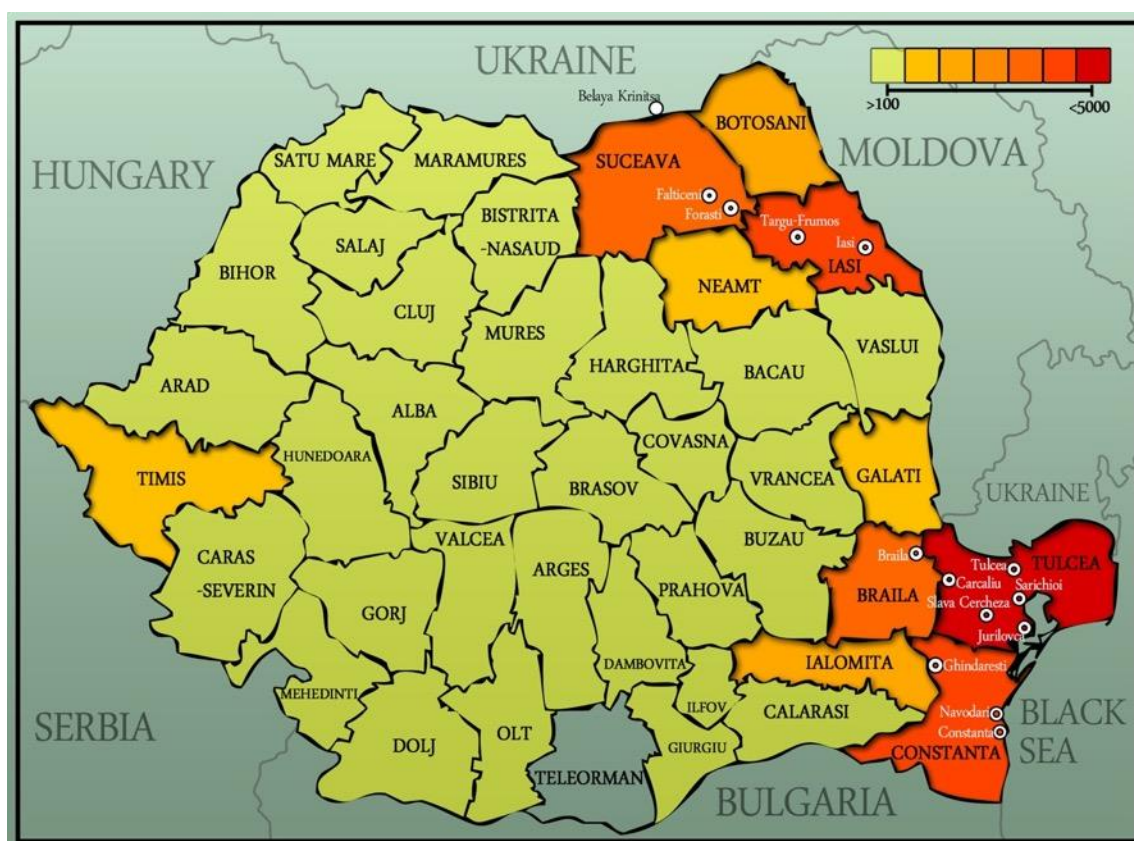 UKRAINE
Belaya Krinitsa
>100
<5000
BOTOSANI
MOLDOVA
HUNGARY
SATU MARE
MARAMURES
SUCEAVA
Falticeni
Forasti
Targu-Frumos
Iasi
IASI
BISTRITA
-NASAUD
SALAJ
BIHOR
CLUJ
NEAMT
MURES
HARGHITA
BACAU
VASLUI
ARAD
ALBA
COVASNA
HUNEDOARA
TIMIS
SIBIU
BRASOV
VRANCEA
GALATI
UKRAINE
VALCEA
BUZAU
CARAS
-SEVERIN
ARGES
PRAHOVA
Braila
BRAILA
Tulcea
TULCEA
Carcaliu
Sarichioi
Slava Cercheza
Jurilovca
GORJ
DAMBOVITA
IALOMITA
Ghindaresti
MEHEDINTI
ILFOV
CALARASI
SERBIA
DOLJ
OLT
GIURGIU
Navodari
Constanta
CONSTANTA
BLACK
SEA
TELEORMAN
BULGARIA